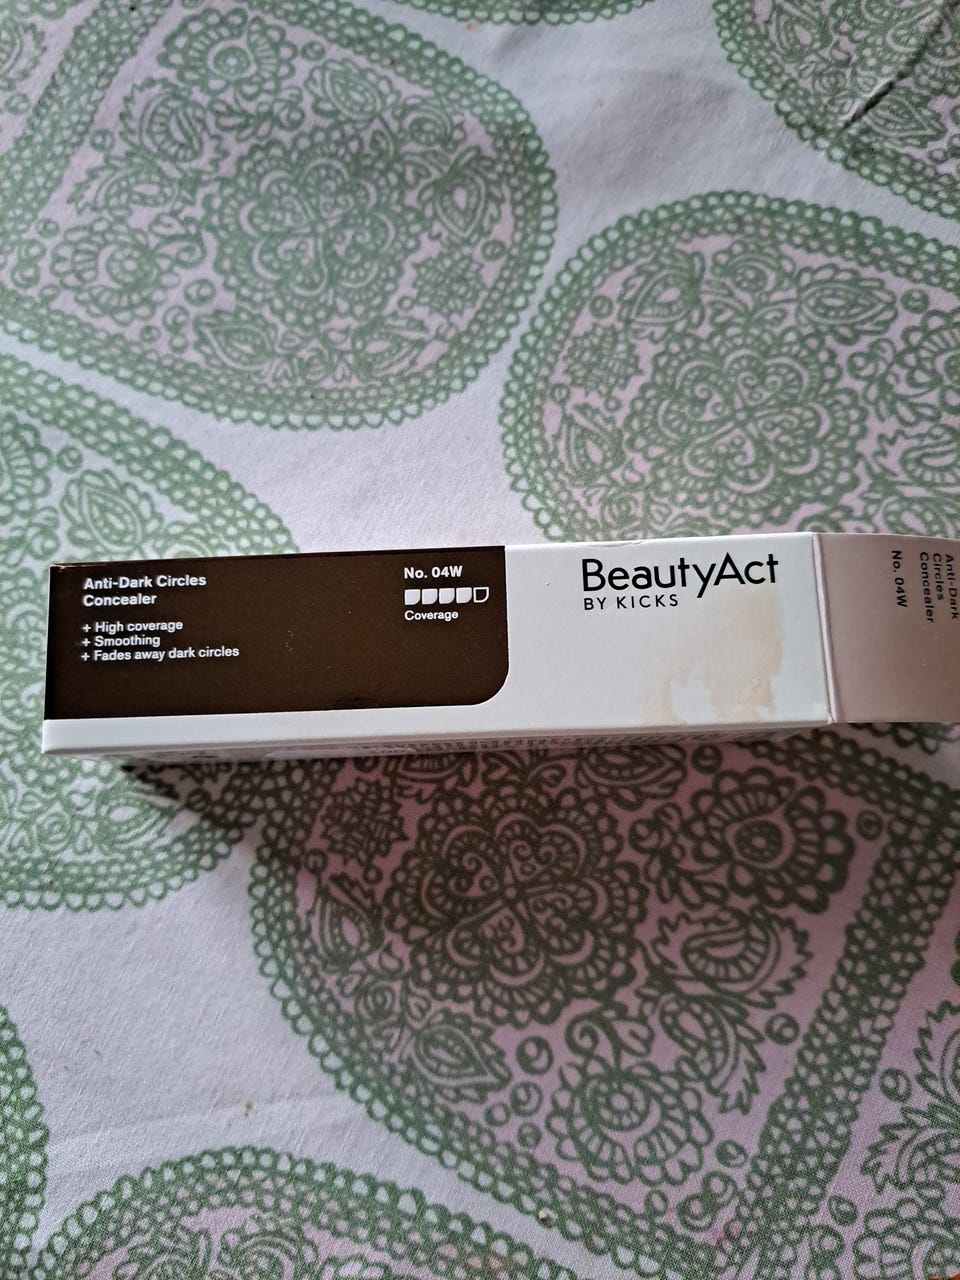 Anti-Dark Circles
Concealer
+ High coverage
+ Smoothing
+ Fades away dark circles
No. 04W
Coverage
BeautyAct
BY KICKS
Anti-Dark
Circles
Concealer
No. 04W